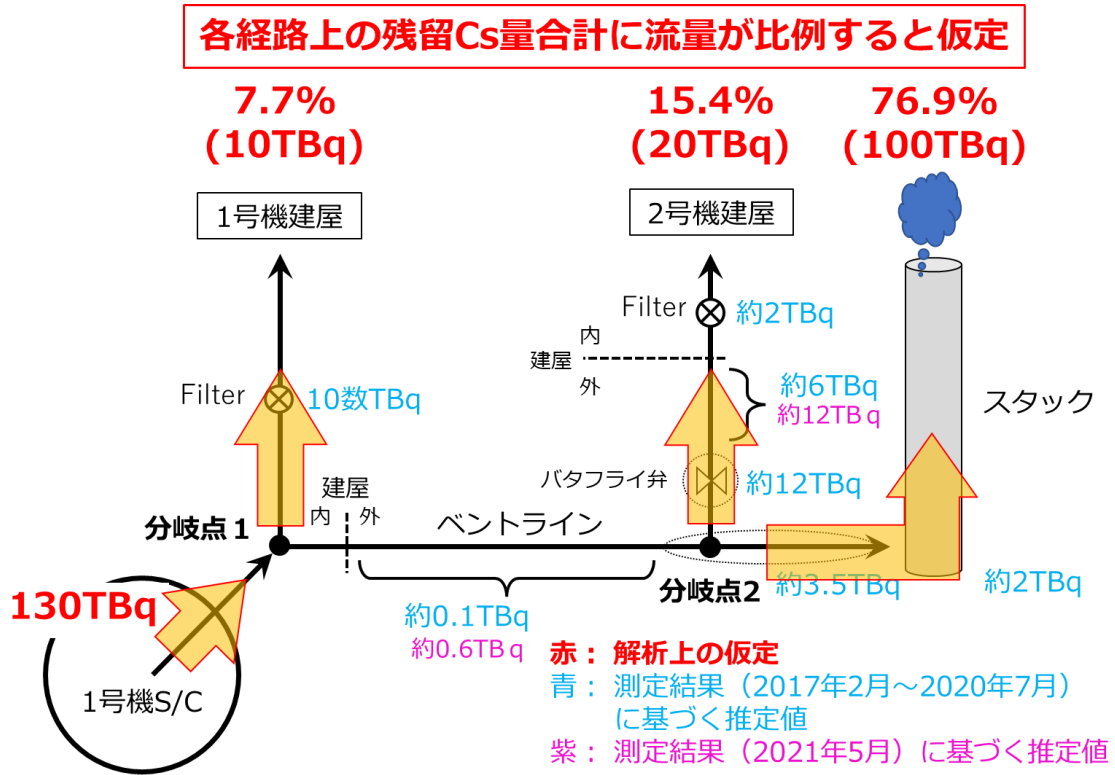 各経路上の残留Cs量合計に流量が比例すると仮定
7.7%
(10TBq)
15.4%
(20TBq)
76.9%
(100TBq)
1号機建屋
2号機建屋
Filter
約2TBq
内
建屋
外
Filter
10数TBq
約6TBq
約12TBｑ
スタック
バタフライ弁
約12TBq
建屋
内
外
ベントライン
分岐点１
分岐点2
約3.5TBq
約2TBq
130TBq
約0.1TBq
約0.6TBｑ
1号機S/C
赤： 解析上の仮定
青： 測定結果（2017年2月～2020年7月）
に基づく推定値
紫： 測定結果（2021年5月）に基づく推定値